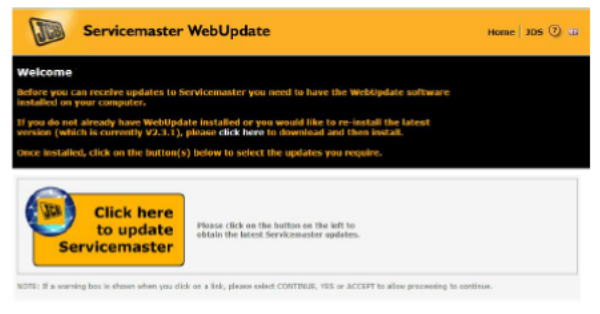 JCB
Servicemaster WebUpdate
Home | JDS ?
Welcome
Before you can receive updates to Servicemaster you need to have the WebUpdate software
installed on your computer.
If you do not already have WebUpdate installed or you would like to re-install the latest
version (which is currently V2.3.1), please click here to download and then install.
Once installed, click on the button(s) below to select the updates you require.
JCB
Click here
to update
Servicemaster
Please click on the button on the left to
obtain the latest Servicemaster updates.
NOTE: If a warning box is shown when you click on a link, please select CONTINUE, YES or ACCEPT to allow processing to continue.